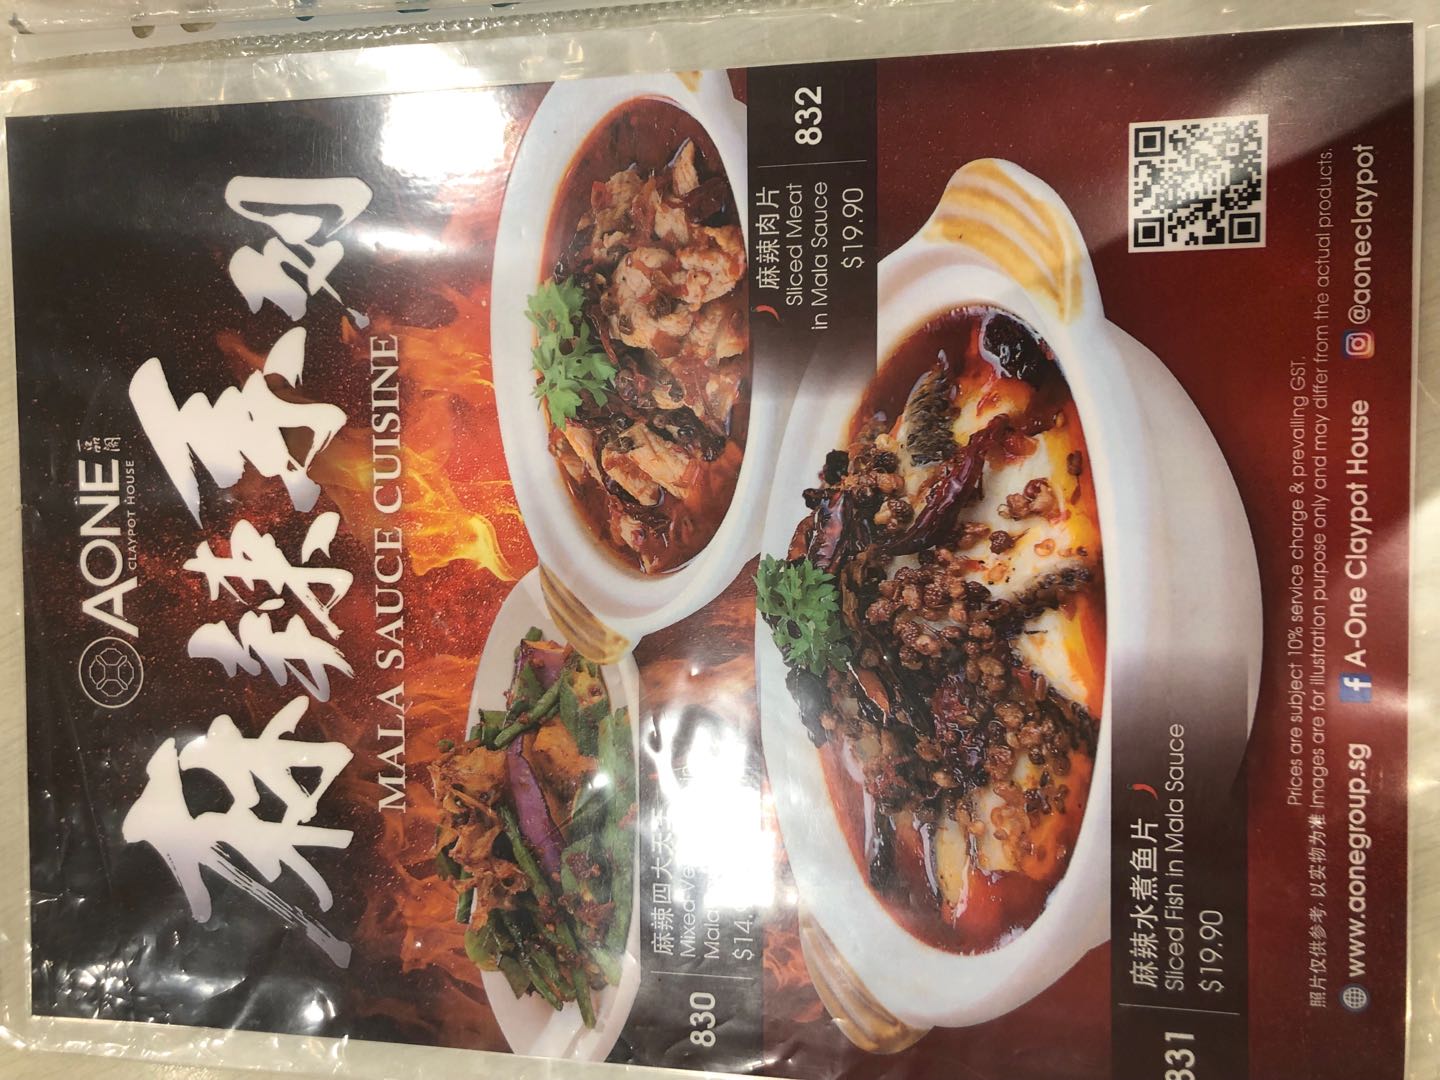 AONE 一品阁
CLAYPOT HOUSE
麻辣系列
MALA SAUCE CUISINE
830
麻辣四大天王
Mixed in
Mala
$14.
麻辣肉片
Sliced Meat
in Mala Sauce
$19.90
832
831
麻辣水煮鱼片
Sliced Fish in Mala Sauce
$19.90
Prices are subject 10% service charge & prevailing GST.
照片仅供参考, 以实物为准 Images are for illustration purpose only and may differ from the actual products.
www.aonegroup.sg A-One Claypot House @aoneclaypot